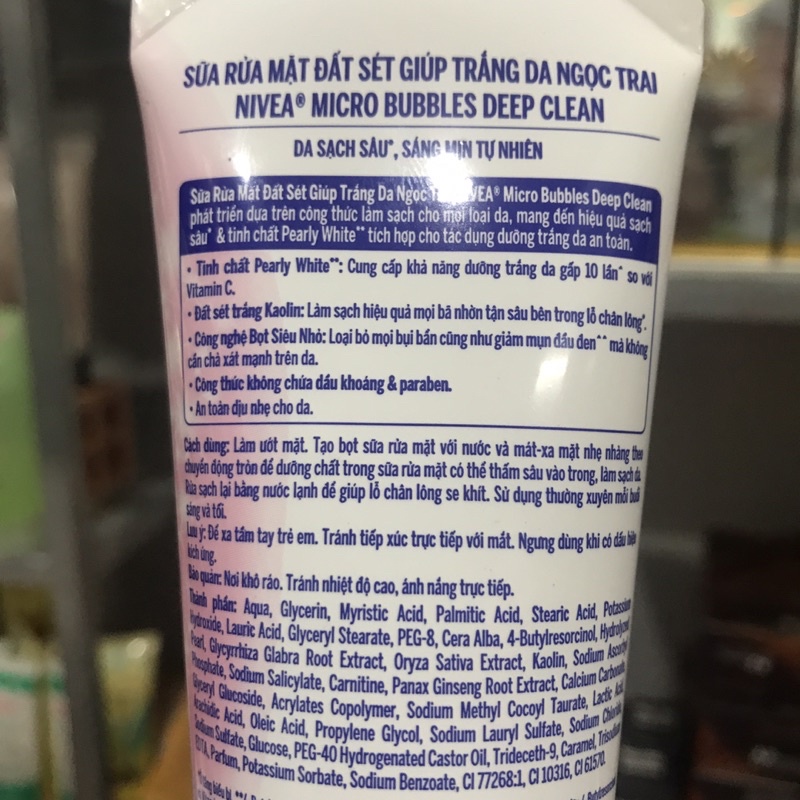 SỮA RỬA MẶT ĐẤT SÉT GIÚP TRẮNG DA NGỌC TRAI
NIVEA® MICRO BUBBLES DEEP CLEAN
DA SẠCH SÂU*, SÁNG MỊN TỰ NHIÊN
Sữa Rửa Mặt Đất Sét Giúp Trắng Da Ngọc NIVEA® Micro Bubbles Deep Clean
phát triển dựa trên công thức làm sạch cho mọi loại da, mang đến hiệu quả sạch
sâu* & tinh chất Pearly White** tích hợp cho tác dụng dưỡng trắng da an toàn.
• Tinh chất Pearly White**: Cung cấp khả năng dưỡng trắng da gấp 10 lần^ so với
Vitamin C.
• Đất sét trắng Kaolin: Làm sạch hiệu quả mọi bã nhờn tận sâu bên trong lỗ chân lông*.
• Công nghệ Bọt Siêu Nhỏ: Loại bỏ mọi bụi bẩn cũng như giảm mụn đầu đen^^ mà không
cần chà xát mạnh trên da.
• Công thức không chứa dầu khoáng & paraben.
• An toàn dịu nhẹ cho da.
Cách dùng: Làm ướt mặt. Tạo bọt sữa rửa mặt với nước và mát-xa mặt nhẹ nhàng theo
chuyển động tròn để dưỡng chất trong sữa rửa mặt có thể thấm sâu vào trong, làm sạch da.
Rửa sạch lại bằng nước lạnh để giúp lỗ chân lông se khít. Sử dụng thường xuyên mỗi buổi
sáng và tối.
Lưu ý: Để xa tầm tay trẻ em. Tránh tiếp xúc trực tiếp với mắt. Ngưng dùng khi có dấu hiệu
kích ứng.
Bảo quản: Nơi khô ráo. Tránh nhiệt độ cao, ánh nắng trực tiếp.
Thành phần: Aqua, Glycerin, Myristic Acid, Palmitic Acid, Stearic Acid, Potassium
Hydroxide, Lauric Acid, Glyceryl Stearate, PEG-8, Cera Alba, 4-Butylresorcinol, Hydrolyzed
Pearl, Glycyrrhiza Glabra Root Extract, Oryza Sativa Extract, Kaolin, Sodium Ascorbyl
Phosphate, Sodium Salicylate, Carnitine, Panax Ginseng Root Extract, Calcium Carbonate,
Glyceryl Glucoside, Acrylates Copolymer, Sodium Methyl Cocoyl Taurate, Lactic Acid,
Arachidic Acid, Oleic Acid, Propylene Glycol, Sodium Lauryl Sulfate, Sodium Chloride,
Sodium Sulfate, Glucose, PEG-40 Hydrogenated Castor Oil, Trideceth-9, Caramel, Trisodium
EDTA, Parfum, Potassium Sorbate, Sodium Benzoate, CI 77268:1, CI 10316, CI 61570.